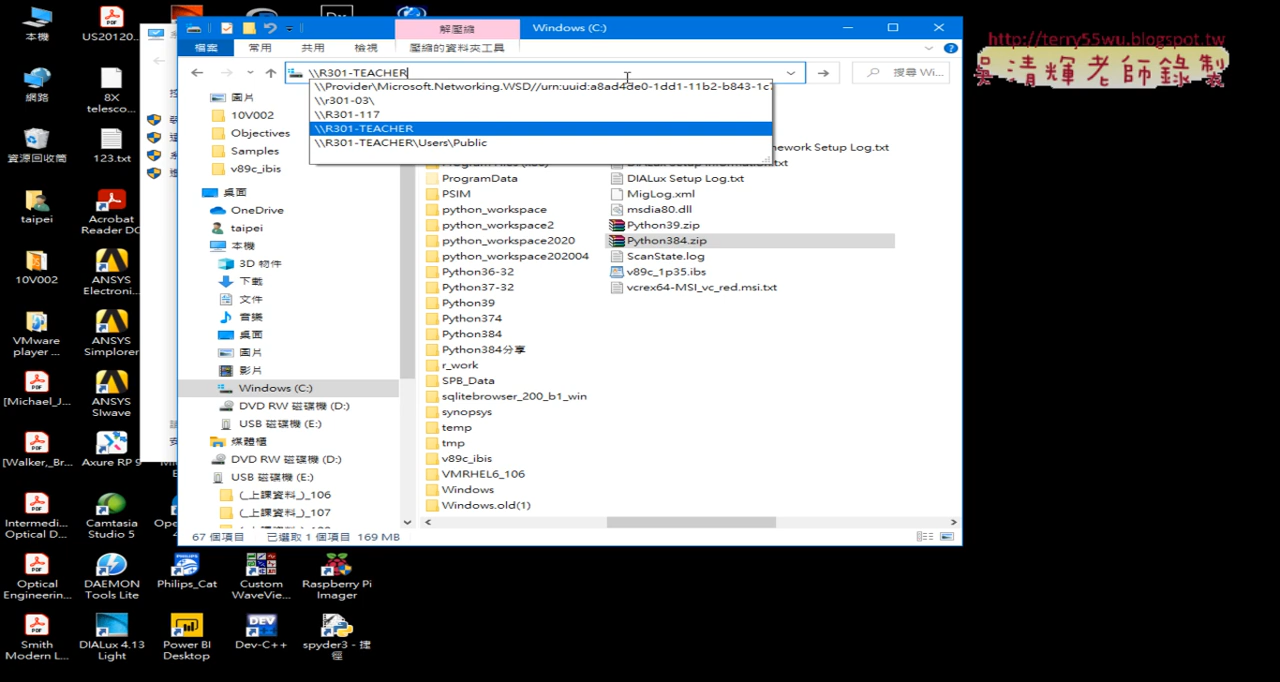 本機
US20120...
網路
8X
telesco...
資源回收筒
123.txt
taipei
Acrobat
Reader DC
10V002
ANSYS
Electroni...
VMware
player ...
ANSYS
Simplorer
[Michael_J...
ANSYS
SIwave
[Walker,_Br...
Axure RP 9
Intermedi...
Optical D...
Camtasia
Studio 5
Optical
Engineerin...
DAEMON
Tools Lite
Philips_Cat
Custom
WaveView...
Raspberry Pi
Imager
Smith
Modern L...
DIALux 4.13
Light
Power BI
Desktop
Dev-C++
spyder3 - 捷
徑
解壓縮
Windows (C:)
檔案
常用
共用
檢視
壓縮的資料夾工具
\\R301-TEACHER
搜尋 Wi...
\\Provider\Microsoft.Networking.WSD//urn:uuid:a8ad4de0-1dd1-11b2-b843-1c7
\\r301-03\
\\R301-117
\\R301-TEACHER
\\R301-TEACHER\Users\Public
圖片
10V002
Objectives
Samples
v89c_ibis
桌面
OneDrive
taipei
本機
3D 物件
下載
文件
音樂
桌面
圖片
影片
Windows (C:)
DVD RW 磁碟機 (D:)
USB 磁碟機 (E:)
媒體櫃
DVD RW 磁碟機 (D:)
USB 磁碟機 (E:)
(_上課資料_)_106
(_上課資料_)_107
ProgramData
PSIM
python_workspace
python_workspace2
python_workspace2020
python_workspace202004
Python36-32
Python37-32
Python39
Python374
Python384
Python384分享
r_work
SPB_Data
sqlitebrowser_200_b1_win
synopsys
temp
tmp
v89c_ibis
VMRHEL6_106
Windows
Windows.old(1)
mework Setup Log.txt
DIALux Setup Log.txt
MigLog.xml
msdia80.dll
Python39.zip
Python384.zip
ScanState.log
v89c_1p35.ibs
vcrex64-MSI_vc_red.msi.txt
67 個項目
已選取 1 個項目 169 MB
http://terry55wu.blogspot.tw
吳清輝老師錄製